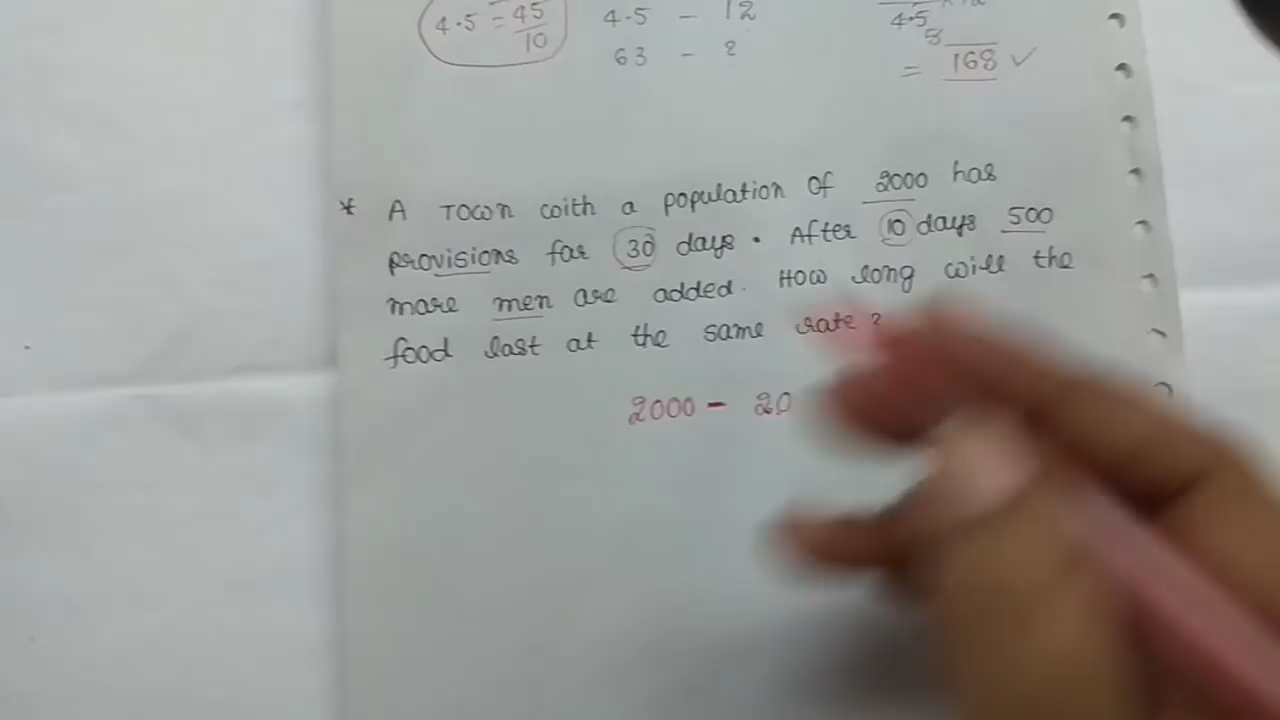 4.5 = 45/10
4.5 - 12
63 - ?
4.5
8
= 168 ✓
* A Town with a population of 2000 has
provisions for 30 days. After 10 days 500
more men are added. How long will the
food last at the same rate?
2000 - 20